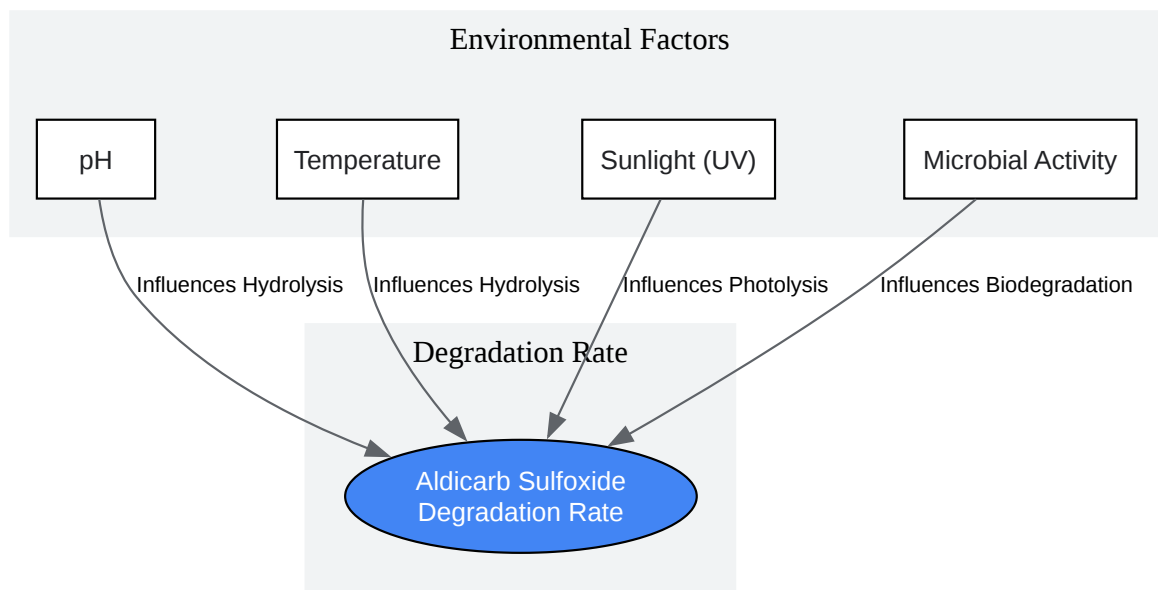 Environmental Factors
pH
Temperature
Sunlight (UV)
Microbial Activity
Influences Hydrolysis
Influences Hydrolysis
Influences Photolysis
Influences Biodegradation
Degradation Rate
Aldicarb Sulfoxide
Degradation Rate